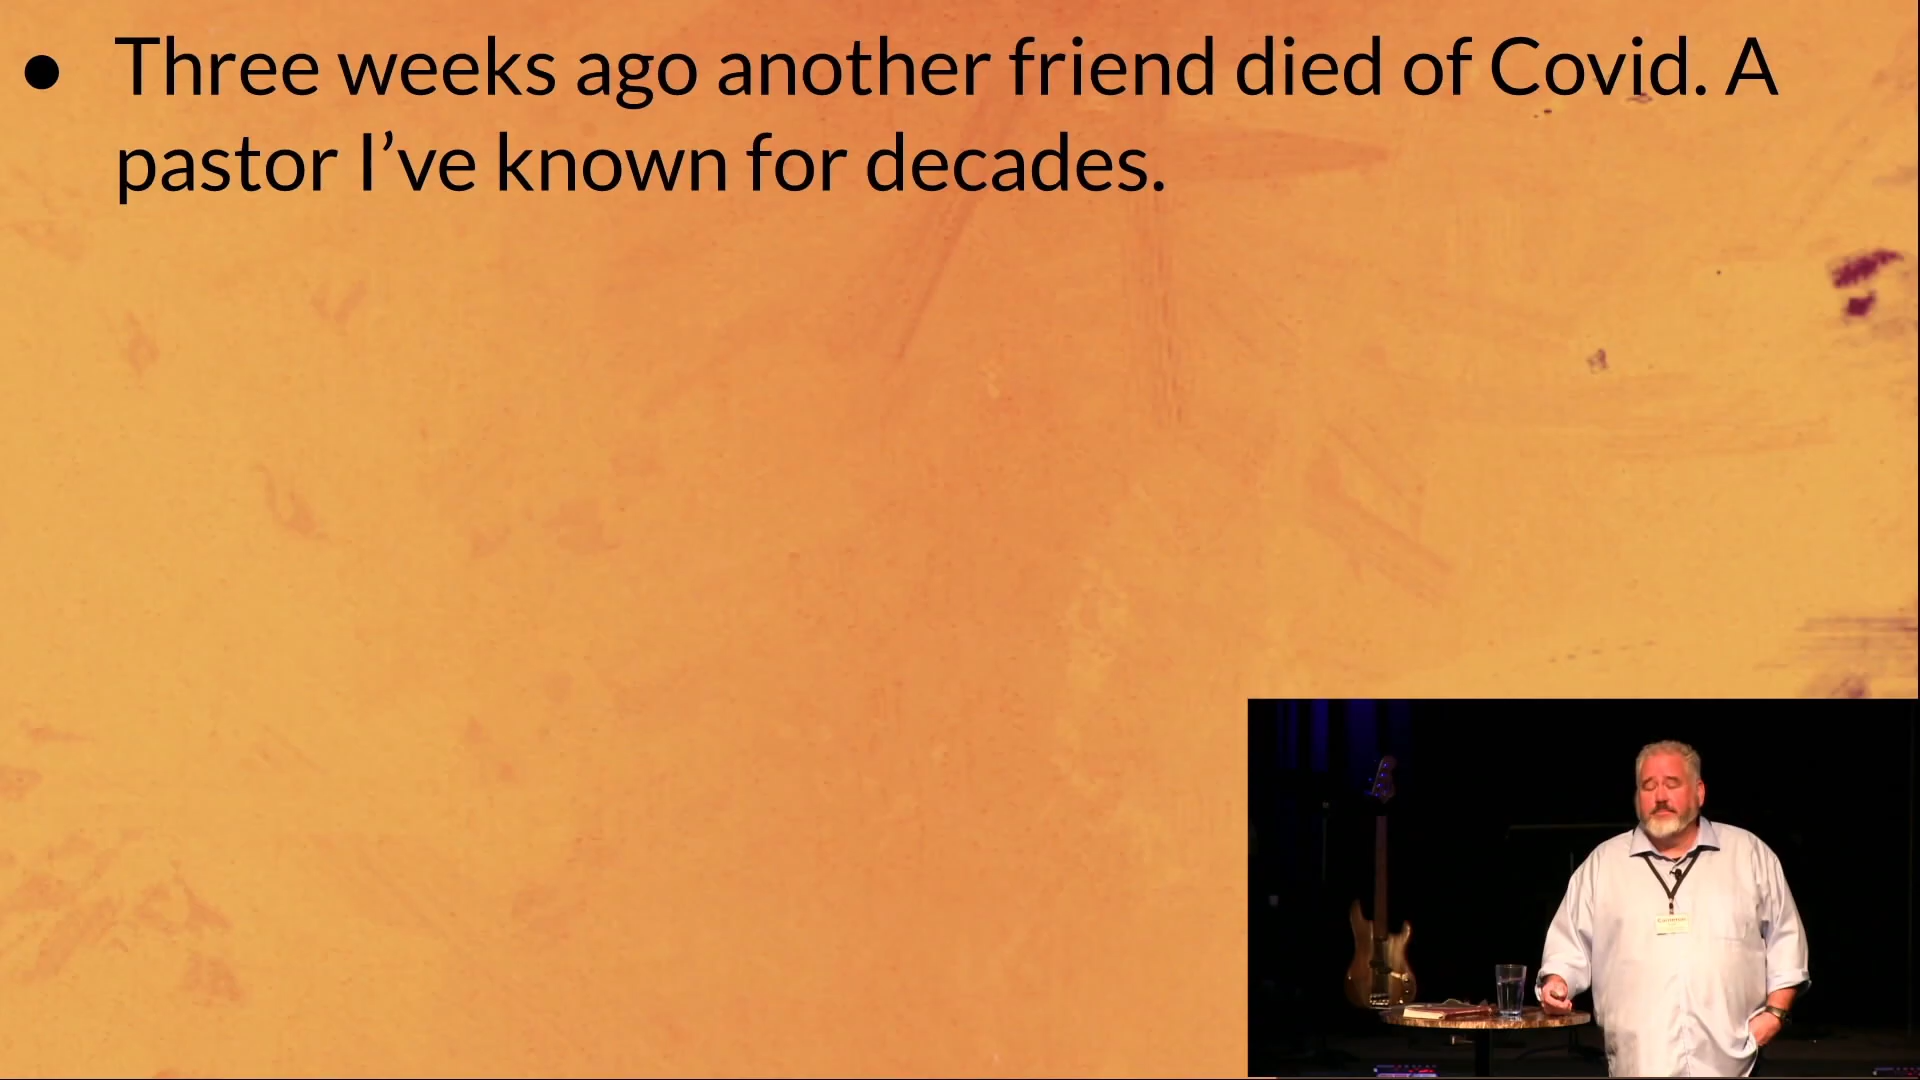 • Three weeks ago another friend died of Covid. A
pastor I’ve known for decades.